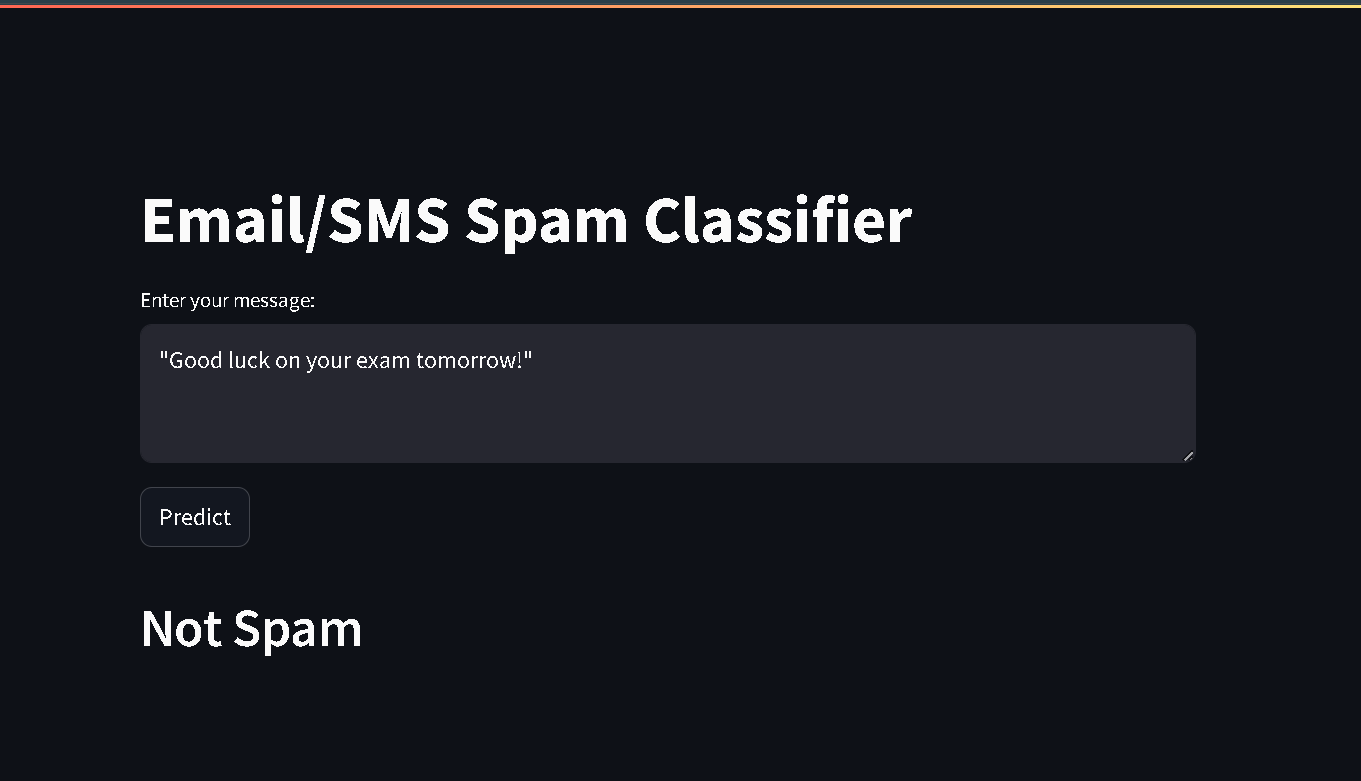 Email/SMS Spam Classifier
Enter your message:
"Good luck on your exam tomorrow!"
Predict
Not Spam